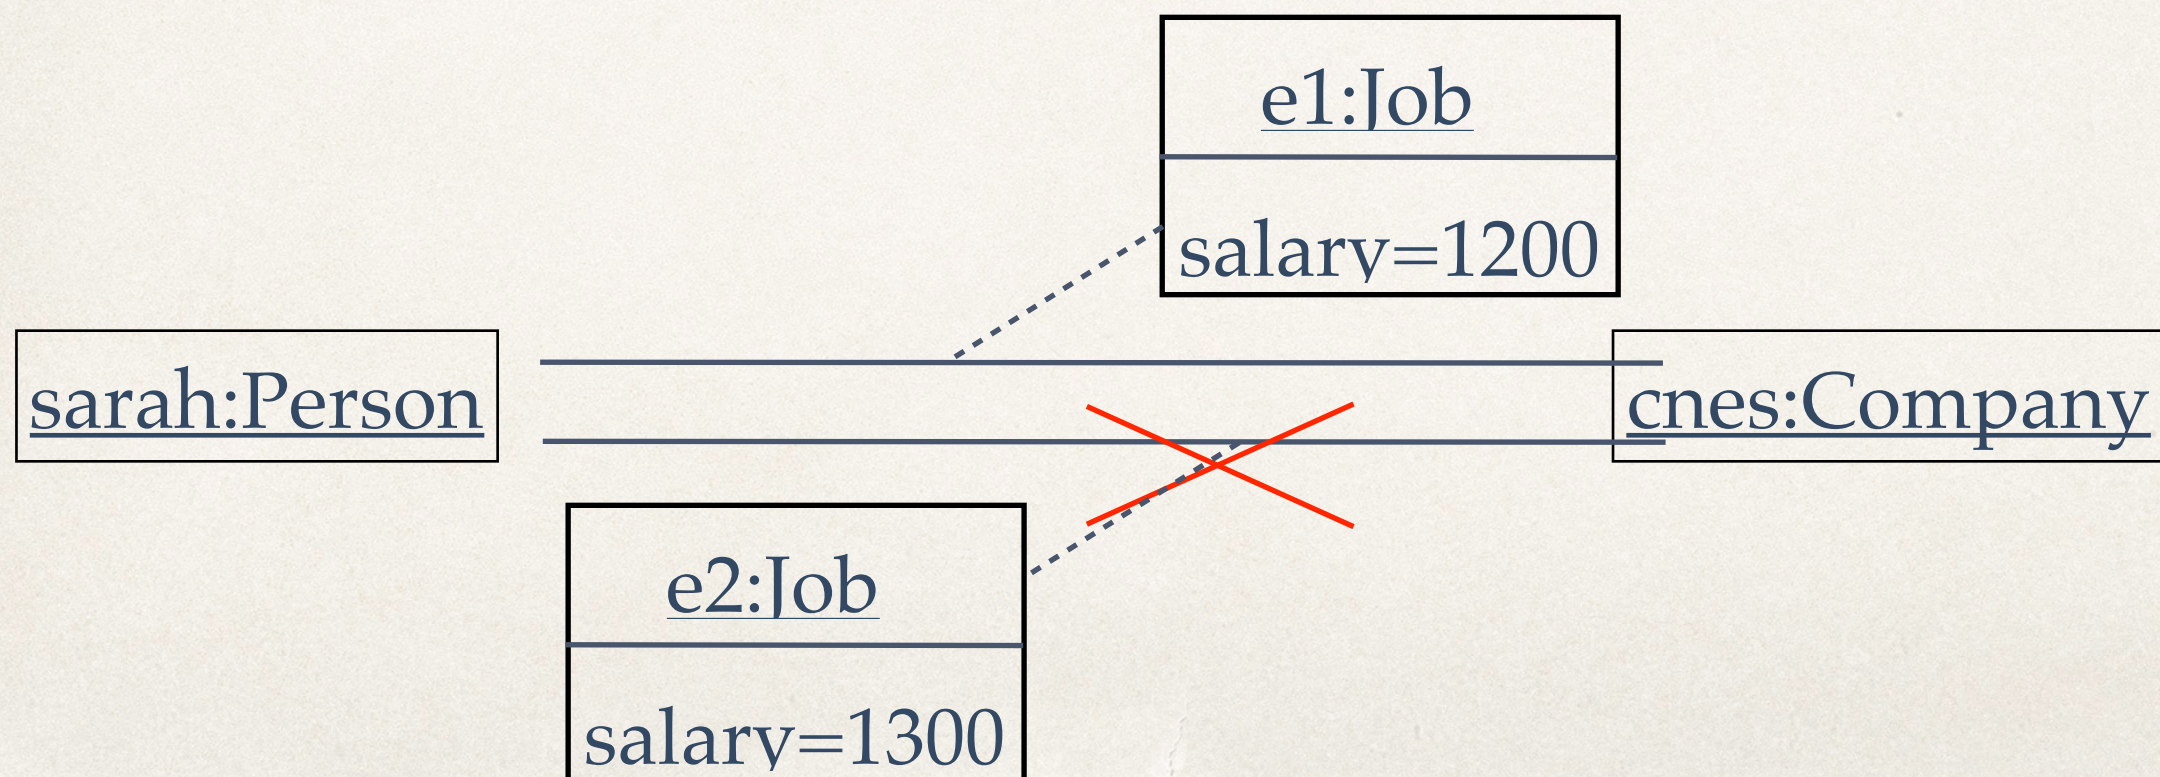 e1:Job
salary=1200
sarah:Person
cnes:Company
e2:Job
salary=1300